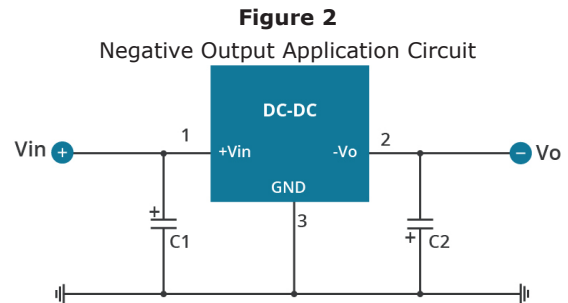 Figure 2
Negative Output Application Circuit
DC-DC
1
2
Vin +
+Vin
-Vo
− Vo
GND
3
+
C1
+
C2